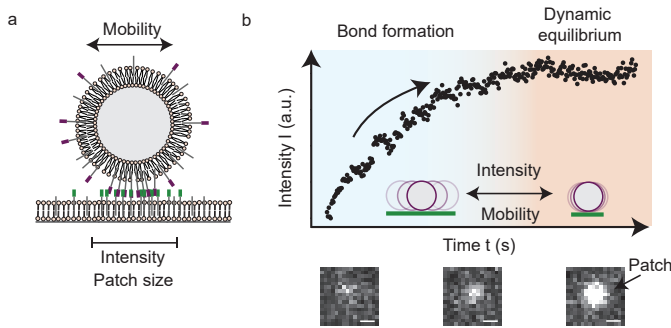 a
Mobility
Intensity
Patch size
b
Bond formation
Dynamic
equilibrium
Intensity I (a.u.)
Intensity
Mobility
Time t (s)
Patch